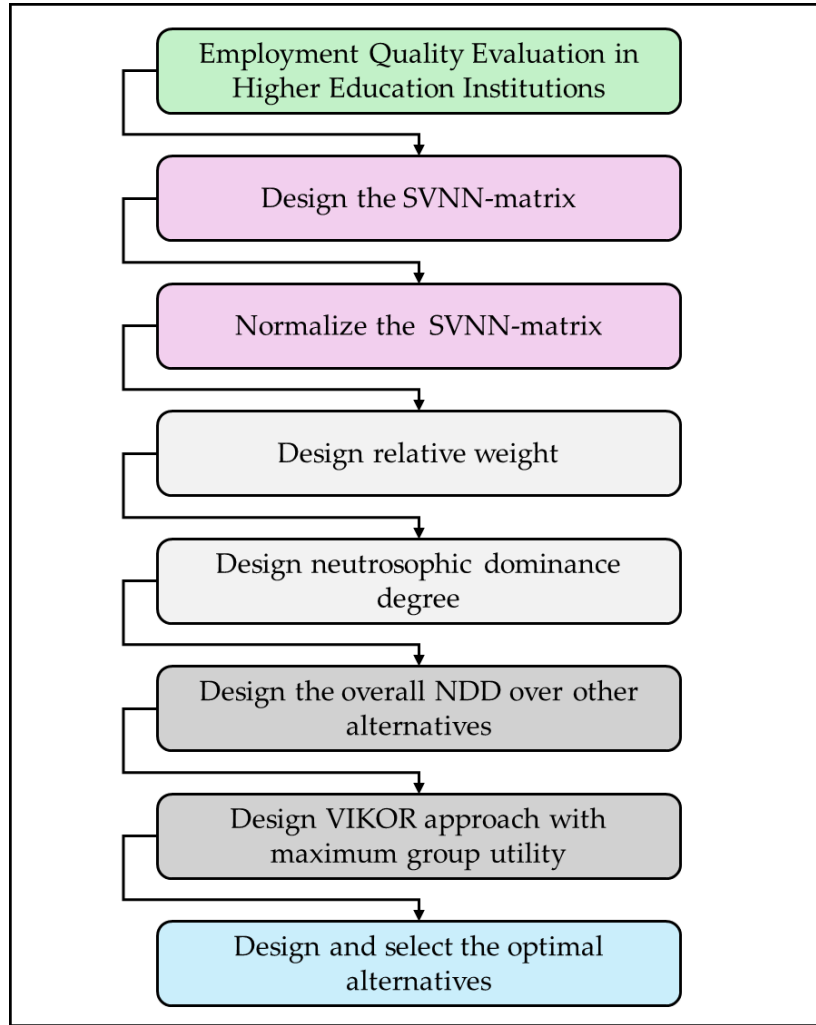 Employment Quality Evaluation in
Higher Education Institutions
Design the SVNN-matrix
Normalize the SVNN-matrix
Design relative weight
Design neutrosophic dominance
degree
Design the overall NDD over other
alternatives
Design VIKOR approach with
maximum group utility
Design and select the optimal
alternatives